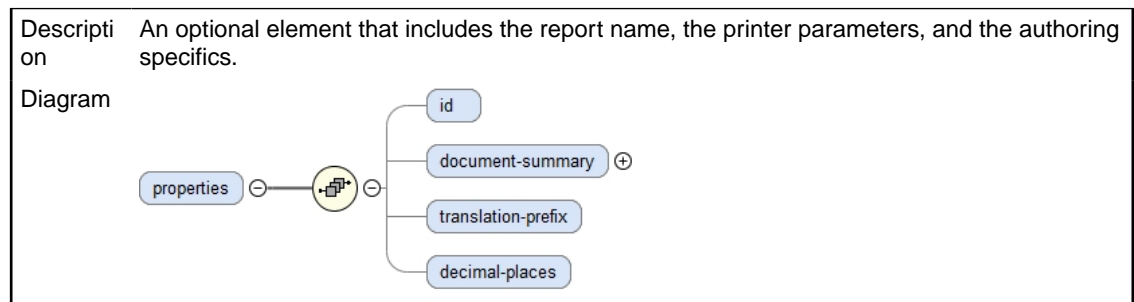 Descripti An optional element that includes the report name, the printer parameters, and the authoring
on specifics.
Diagram
id
document-summary
properties
translation-prefix
decimal-places